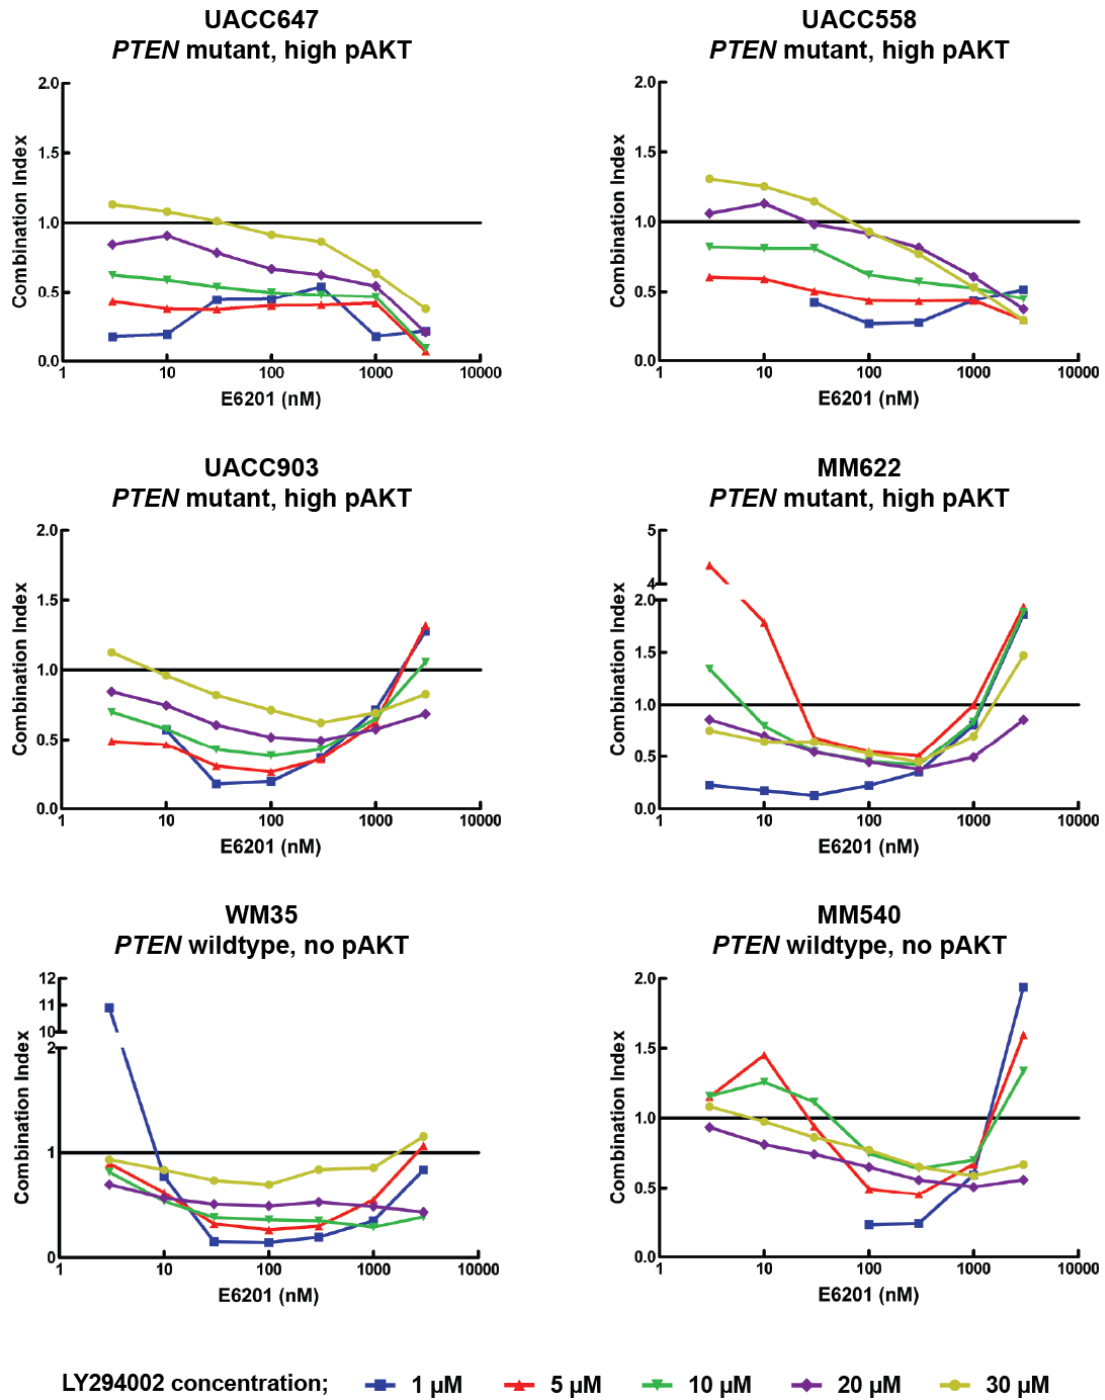 UACC647
PTEN mutant, high pAKT
2.0
1.5
1.0
0.5
0.0
Combination Index
1 10 100 1000 10000
E6201 (nM)
UACC558
PTEN mutant, high pAKT
2.0
1.5
1.0
0.5
0.0
Combination Index
1 10 100 1000 10000
E6201 (nM)
UACC903
PTEN mutant, high pAKT
2.0
1.5
1.0
0.5
0.0
Combination Index
1 10 100 1000 10000
E6201 (nM)
MM622
PTEN mutant, high pAKT
5
4
2.0
1.5
1.0
0.5
0.0
Combination Index
1 10 100 1000 10000
E6201 (nM)
WM35
PTEN wildtype, no pAKT
12
11
10
2
1
0
Combination Index
1 10 100 1000 10000
E6201 (nM)
MM540
PTEN wildtype, no pAKT
2.0
1.5
1.0
0.5
0.0
Combination Index
1 10 100 1000 10000
E6201 (nM)
LY294002 concentration; 1 µM 5 µM 10 µM 20 µM 30 µM